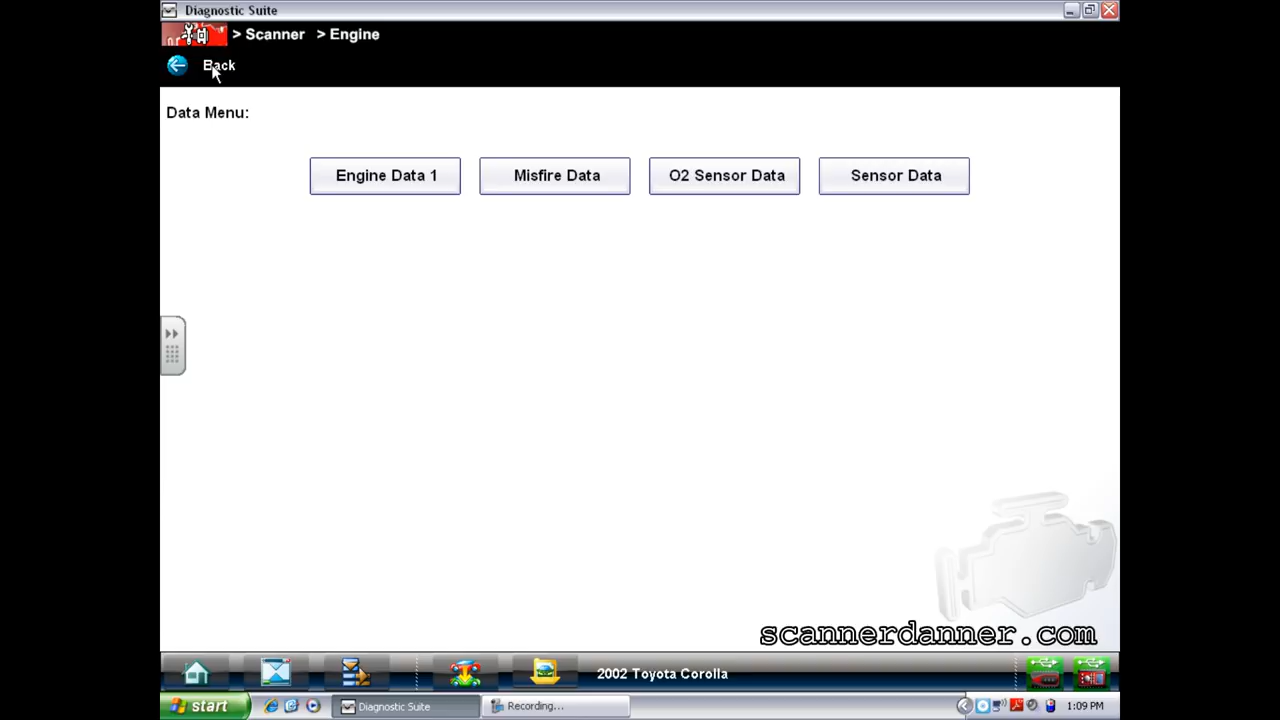 Diagnostic Suite
> Scanner > Engine
Back
Data Menu:
Engine Data 1 Misfire Data O2 Sensor Data Sensor Data
scannerdanner.com
2002 Toyota Corolla
start Diagnostic Suite Recording... 1:09 PM